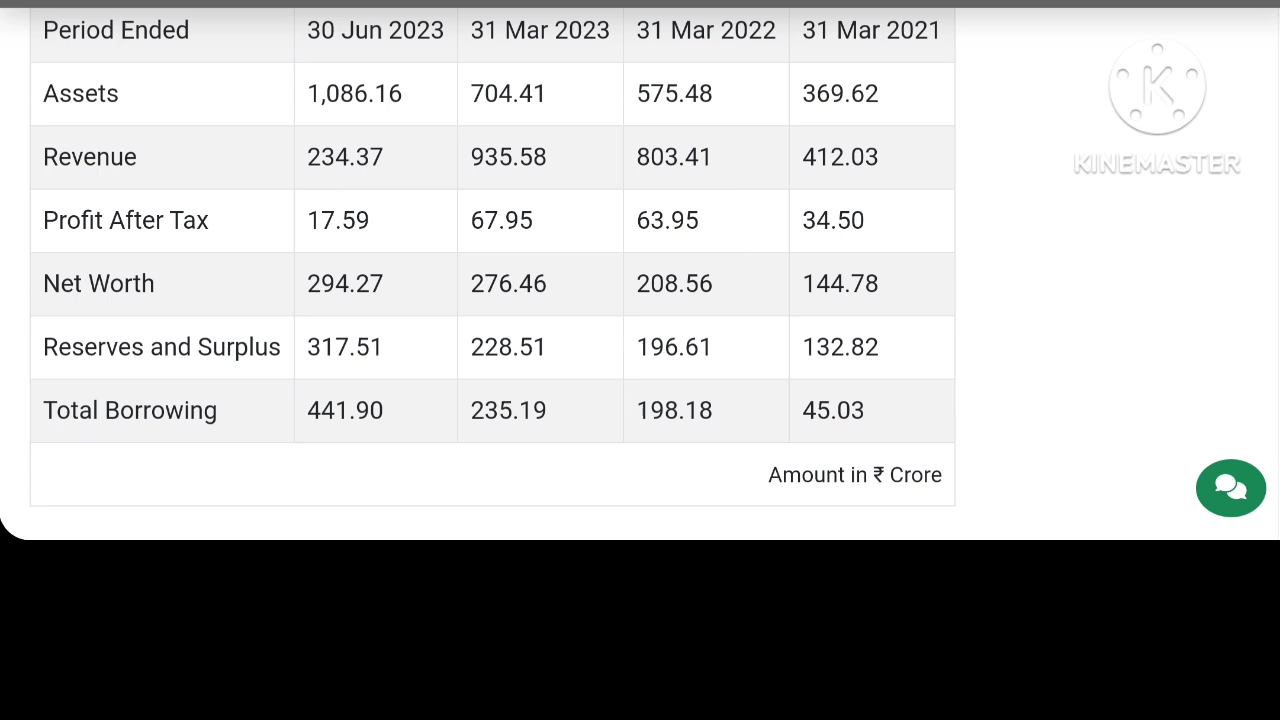 Period Ended 30 Jun 2023 31 Mar 2023 31 Mar 2022 31 Mar 2021
Assets 1,086.16 704.41 575.48 369.62
Revenue 234.37 935.58 803.41 412.03
Profit After Tax 17.59 67.95 63.95 34.50
Net Worth 294.27 276.46 208.56 144.78
Reserves and Surplus 317.51 228.51 196.61 132.82
Total Borrowing 441.90 235.19 198.18 45.03
Amount in ₹ Crore
K
KINEMASTER